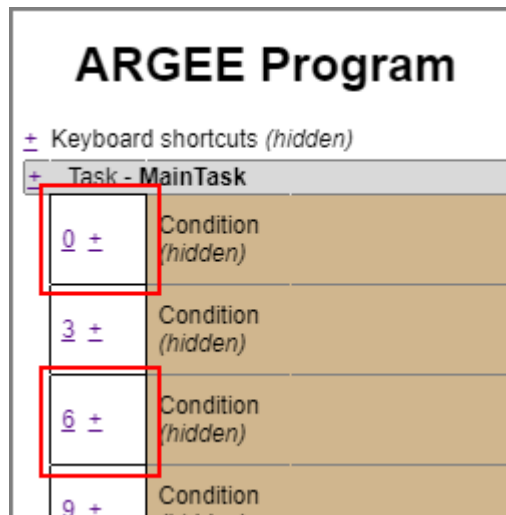 ARGEE Program
+ Keyboard shortcuts (hidden)
+ Task - MainTask
0 + Condition
(hidden)
3 + Condition
(hidden)
6 + Condition
(hidden)
9 + Condition